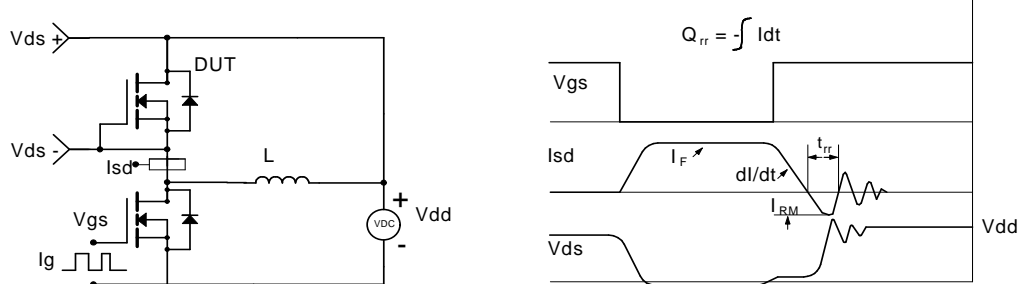 Vds +
DUT
Vds -
Isd
L
Vgs
Ig
+
VDC
-
Vdd
Q rr = - ∫ Idt
Vgs
Isd
I F
dI/dt
t rr
I RM
Vds
Vdd